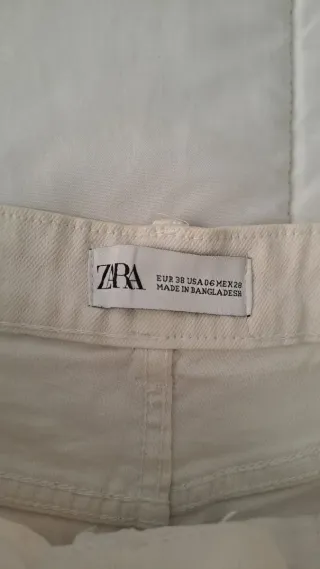 ZARA
EUR 38 USA 06 MEX 28
MADE IN BANGLADESH